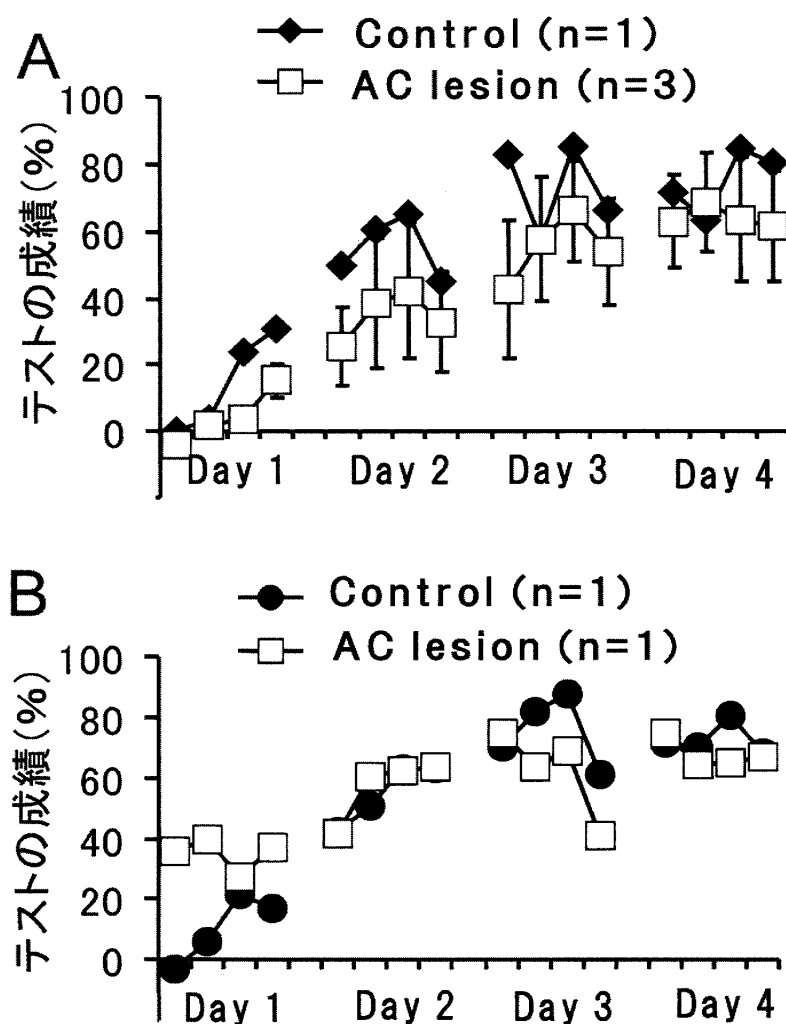 A
Control (n=1)
AC lesion (n=3)
テストの成績(%)
100
80
60
40
20
0
Day 1
Day 2
Day 3
Day 4
B
Control (n=1)
AC lesion (n=1)
テストの成績(%)
100
80
60
40
20
0
Day 1
Day 2
Day 3
Day 4